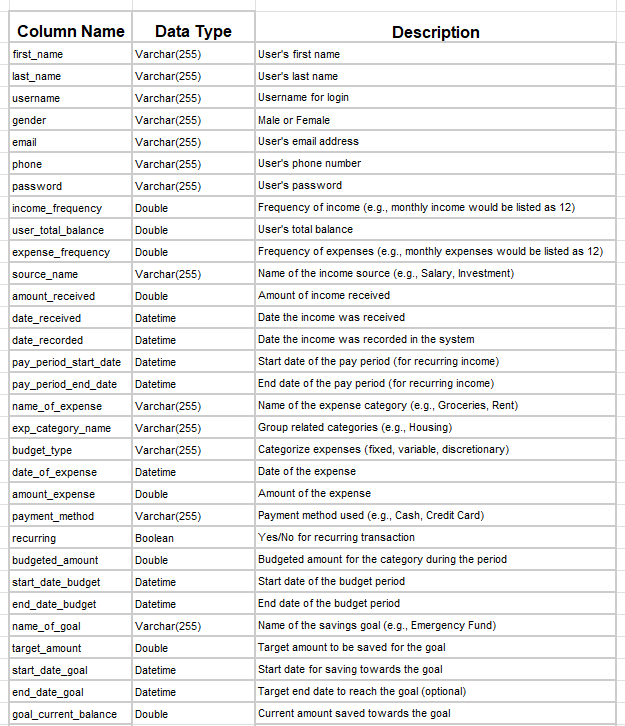 Column Name Data Type Description
first_name Varchar(255) User's first name
last_name Varchar(255) User's last name
username Varchar(255) Username for login
gender Varchar(255) Male or Female
email Varchar(255) User's email address
phone Varchar(255) User's phone number
password Varchar(255) User's password
income_frequency Double Frequency of income (e.g., monthly income would be listed as 12)
user_total_balance Double User's total balance
expense_frequency Double Frequency of expenses (e.g., monthly expenses would be listed as 12)
source_name Varchar(255) Name of the income source (e.g., Salary, Investment)
amount_received Double Amount of income received
date_received Datetime Date the income was received
date_recorded Datetime Date the income was recorded in the system
pay_period_start_date Datetime Start date of the pay period (for recurring income)
pay_period_end_date Datetime End date of the pay period (for recurring income)
name_of_expense Varchar(255) Name of the expense category (e.g., Groceries, Rent)
exp_category_name Varchar(255) Group related categories (e.g., Housing)
budget_type Varchar(255) Categorize expenses (fixed, variable, discretionary)
date_of_expense Datetime Date of the expense
amount_expense Double Amount of the expense
payment_method Varchar(255) Payment method used (e.g., Cash, Credit Card)
recurring Boolean Yes/No for recurring transaction
budgeted_amount Double Budgeted amount for the category during the period
start_date_budget Datetime Start date of the budget period
end_date_budget Datetime End date of the budget period
name_of_goal Varchar(255) Name of the savings goal (e.g., Emergency Fund)
target_amount Double Target amount to be saved for the goal
start_date_goal Datetime Start date for saving towards the goal
end_date_goal Datetime Target end date to reach the goal (optional)
goal_current_balance Double Current amount saved towards the goal